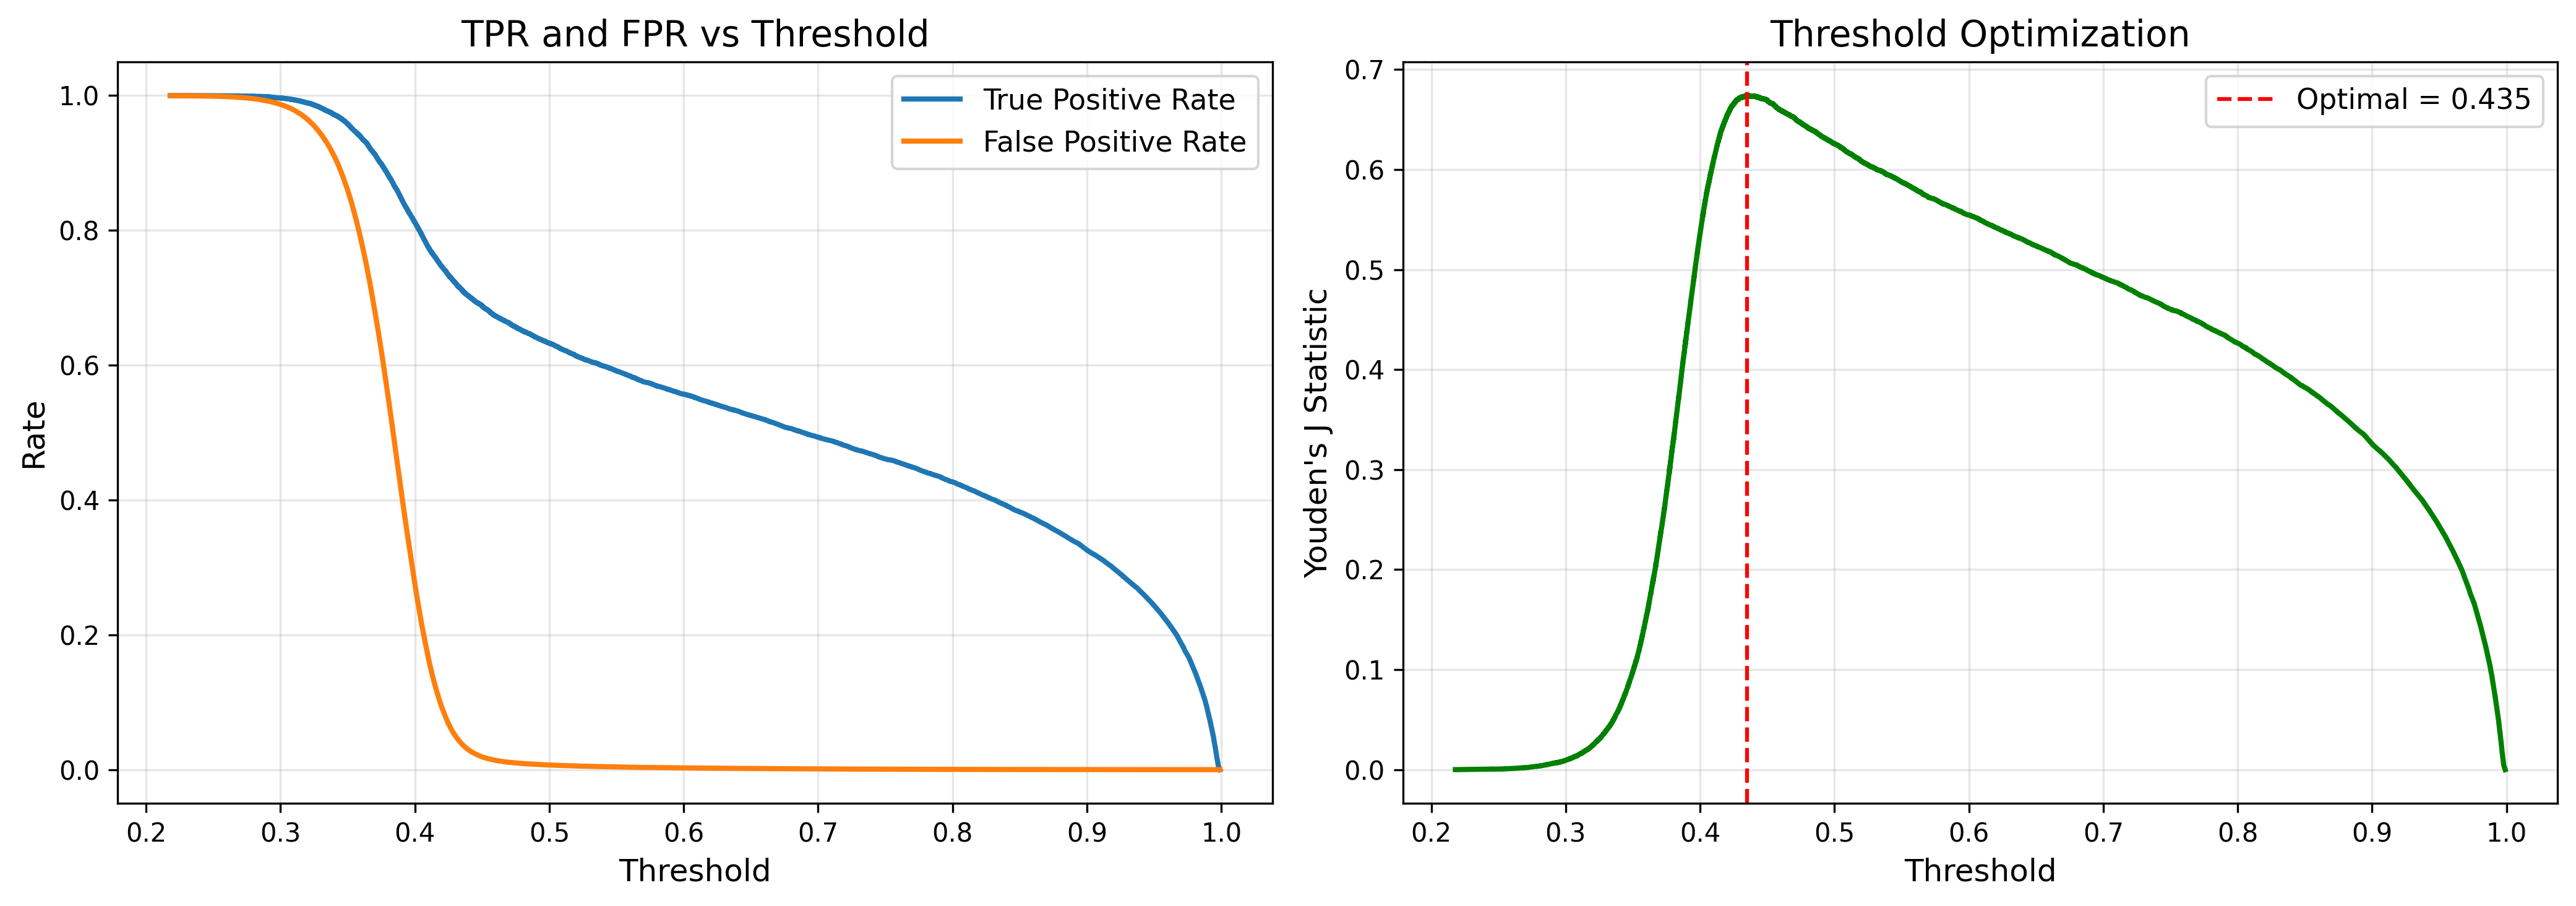 TPR and FPR vs Threshold
True Positive Rate
False Positive Rate
Rate
1.0
0.8
0.6
0.4
0.2
0.0
0.2 0.3 0.4 0.5 0.6 0.7 0.8 0.9 1.0
Threshold
Threshold Optimization
Optimal = 0.435
Youden's J Statistic
0.7
0.6
0.5
0.4
0.3
0.2
0.1
0.0
0.2 0.3 0.4 0.5 0.6 0.7 0.8 0.9 1.0
Threshold